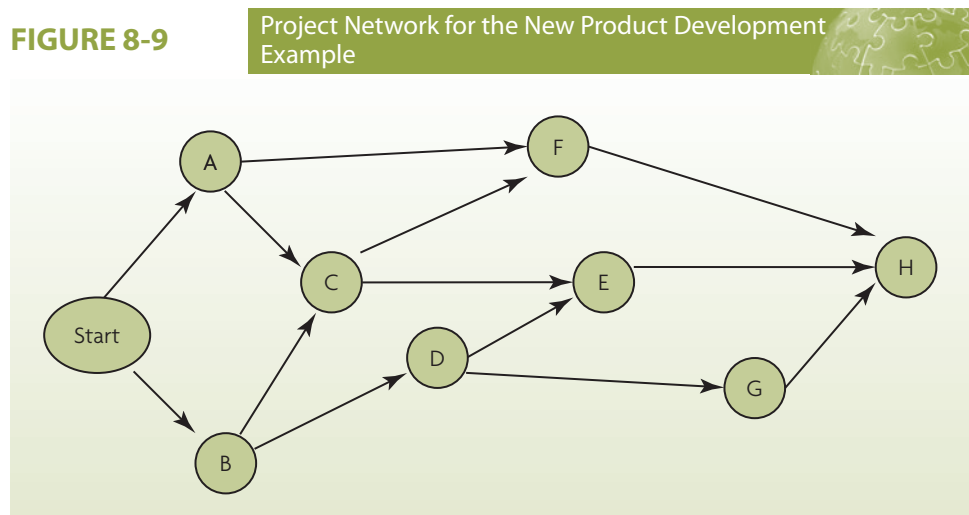 FIGURE 8-9
Project Network for the New Product Development
Example
A
F
C
E
H
Start
D
G
B